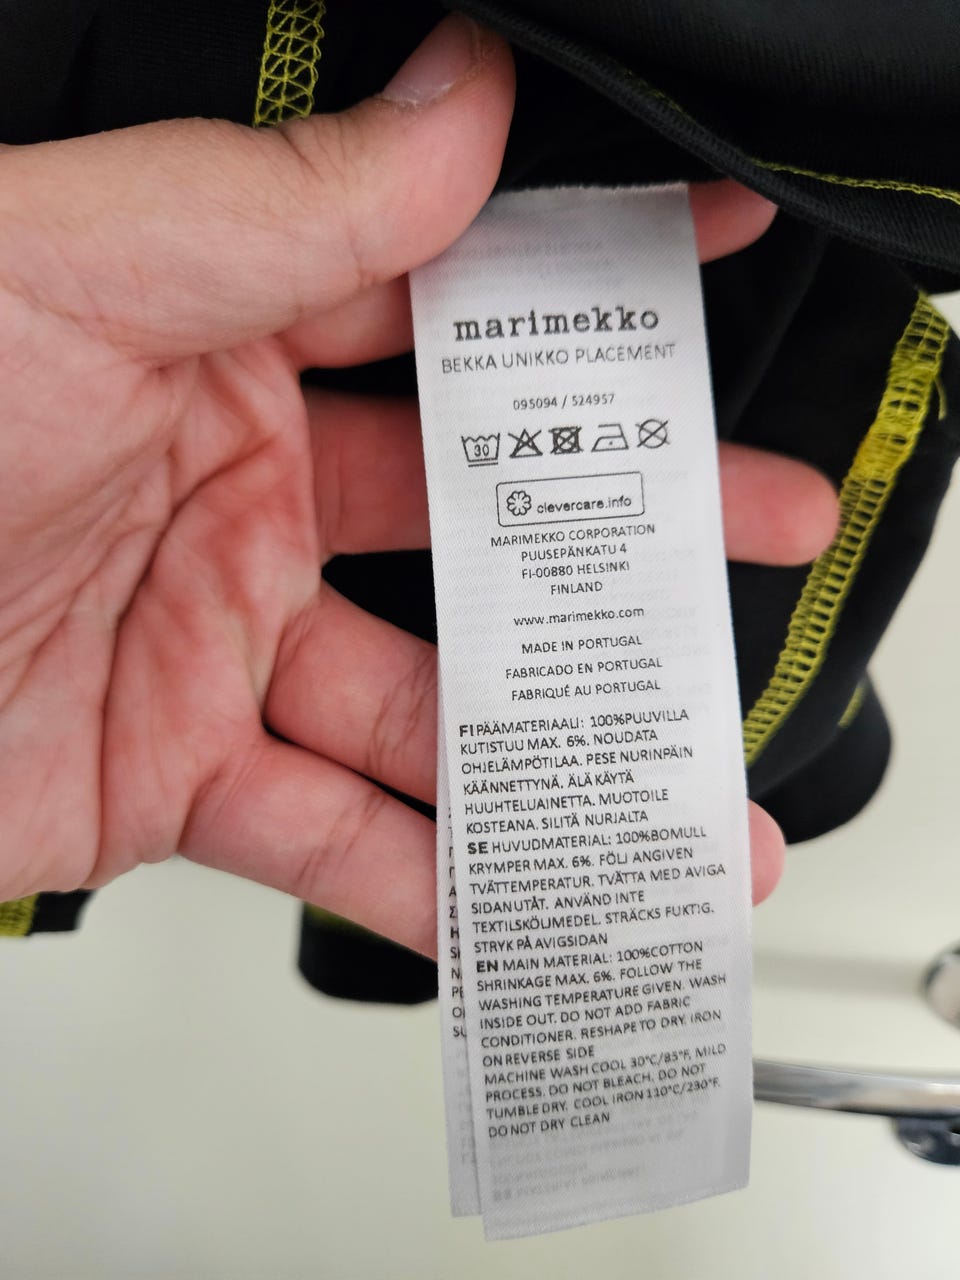 marimekko
BEKKA UNIKKO PLACEMENT
095094 / 524957
30
clevercare.info
MARIMEKKO CORPORATION
PUUSEPÄNKATU 4
FI-00880 HELSINKI
FINLAND
www.marimekko.com
MADE IN PORTUGAL
FABRICADO EN PORTUGAL
FABRIQUÉ AU PORTUGAL
FI PÄÄMATERIAALI: 100%PUUVILLA
KUTISTUU MAX. 6%. NOUDATA
OHJELÄMPÖTILAA. PESE NURINPÄIN
KÄÄNNETTYNÄ. ÄLÄ KÄYTÄ
HUUHTELUAINETTA. MUOTOILE
KOSTEANA. SILITÄ NURJALTA
SE HUVUDMATERIAL: 100%BOMULL
KRYMPER MAX. 6%. FÖLJ ANGIVEN
TVÄTTEMPERATUR. TVÄTTA MED AVIGA
SIDAN UTÅT. ANVÄND INTE
TEXTILSKÖLJMEDEL. STRÄCKS FUKTIG.
STRYK PÅ AVIGSIDAN
EN MAIN MATERIAL: 100%COTTON
SHRINKAGE MAX. 6%. FOLLOW THE
WASHING TEMPERATURE GIVEN. WASH
INSIDE OUT. DO NOT ADD FABRIC
CONDITIONER. RESHAPE TO DRY. IRON
ON REVERSE SIDE
MACHINE WASH COOL 30°C/85°F, MILD
PROCESS. DO NOT BLEACH. DO NOT
TUMBLE DRY. COOL IRON 110°C/230°F.
DO NOT DRY CLEAN